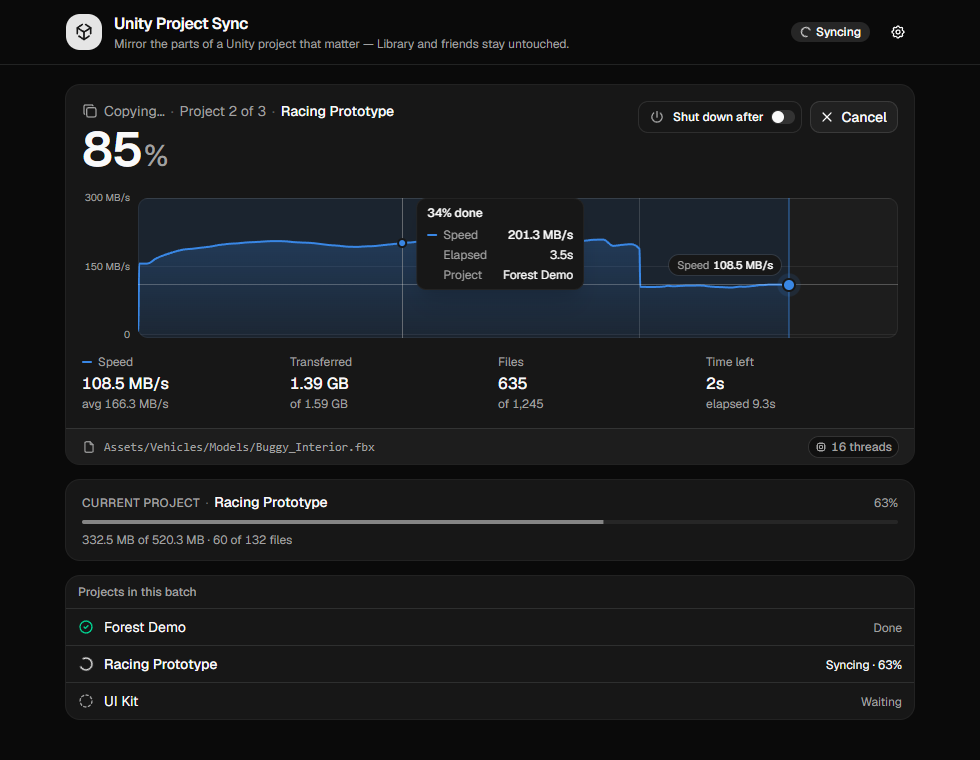 Unity Project Sync
Mirror the parts of a Unity project that matter — Library and friends stay untouched.
Syncing
Copying... · Project 2 of 3 · Racing Prototype
Shut down after
Cancel
85%
300 MB/s
150 MB/s
0
34% done
Speed 201.3 MB/s
Elapsed 3.5s
Project Forest Demo
Speed 108.5 MB/s
Speed
108.5 MB/s
avg 166.3 MB/s
Transferred
1.39 GB
of 1.59 GB
Files
635
of 1,245
Time left
2s
elapsed 9.3s
Assets/Vehicles/Models/Buggy_Interior.fbx
16 threads
CURRENT PROJECT · Racing Prototype
63%
332.5 MB of 520.3 MB · 60 of 132 files
Projects in this batch
Forest Demo
Done
Racing Prototype
Syncing · 63%
UI Kit
Waiting